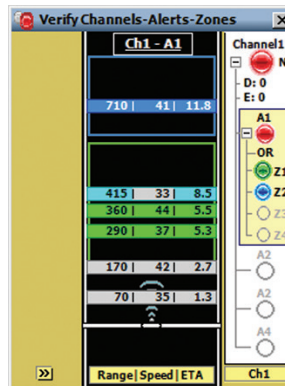 Verify Channels-Alerts-Zones
Ch1 - A1
710 | 41 | 11.8
415 | 33 | 8.5
360 | 44 | 5.5
290 | 37 | 5.3
170 | 42 | 2.7
70 | 35 | 1.3
Range | Speed | ETA
Channel1
N
D: 0
E: 0
A1
OR
Z1
Z2
Z3
Z4
A2
A2
A4
Ch1